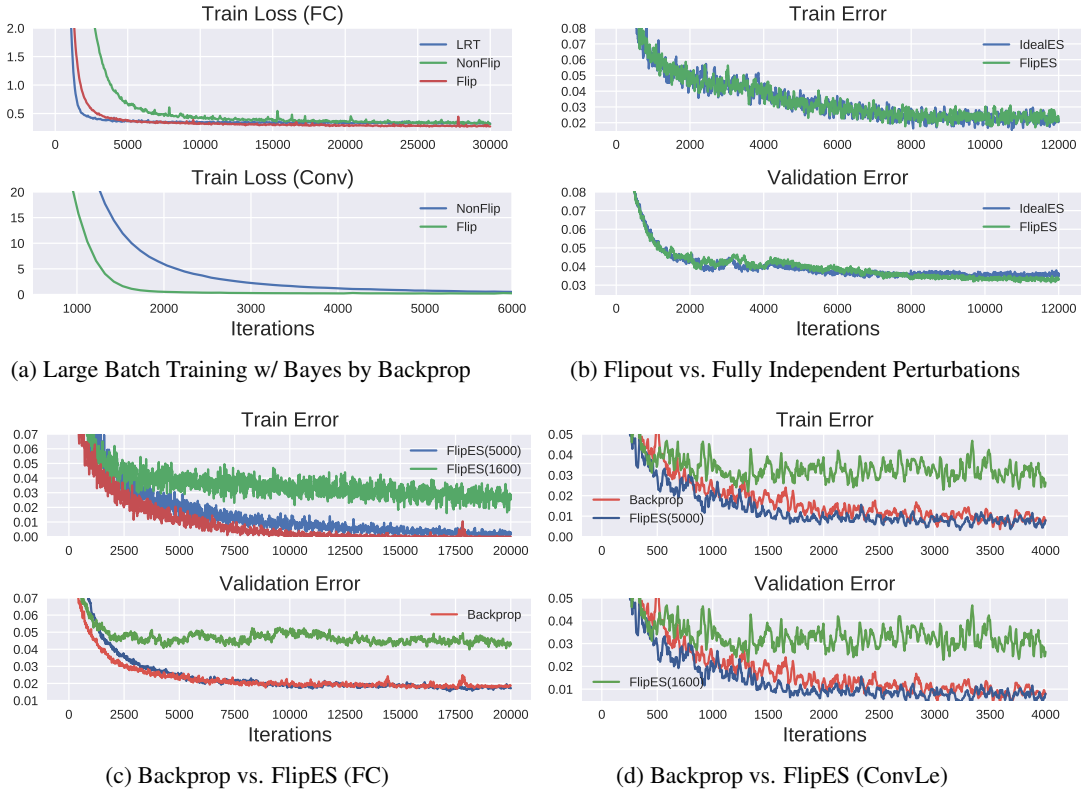 Train Loss (FC)
2.0
1.5
1.0
0.5
LRT
NonFlip
Flip
0 5000 10000 15000 20000 25000 30000
Train Loss (Conv)
20
15
10
5
0
NonFlip
Flip
1000 2000 3000 4000 5000 6000
Iterations
(a) Large Batch Training w/ Bayes by Backprop
Train Error
0.08
0.07
0.06
0.05
0.04
0.03
0.02
IdealES
FlipES
0 2000 4000 6000 8000 10000 12000
Validation Error
0.08
0.07
0.06
0.05
0.04
0.03
IdealES
FlipES
0 2000 4000 6000 8000 10000 12000
Iterations
(b) Flipout vs. Fully Independent Perturbations
Train Error
0.07
0.06
0.05
0.04
0.03
0.02
0.01
0.00
FlipES(5000)
FlipES(1600)
0 2500 5000 7500 10000 12500 15000 17500 20000
Validation Error
0.07
0.06
0.05
0.04
0.03
0.02
0.01
Backprop
0 2500 5000 7500 10000 12500 15000 17500 20000
Iterations
(c) Backprop vs. FlipES (FC)
Train Error
0.05
0.04
0.03
0.02
0.01
0.00
Backprop
FlipES(5000)
0 500 1000 1500 2000 2500 3000 3500 4000
Validation Error
0.05
0.04
0.03
0.02
0.01
FlipES(1600)
0 500 1000 1500 2000 2500 3000 3500 4000
Iterations
(d) Backprop vs. FlipES (ConvLe)